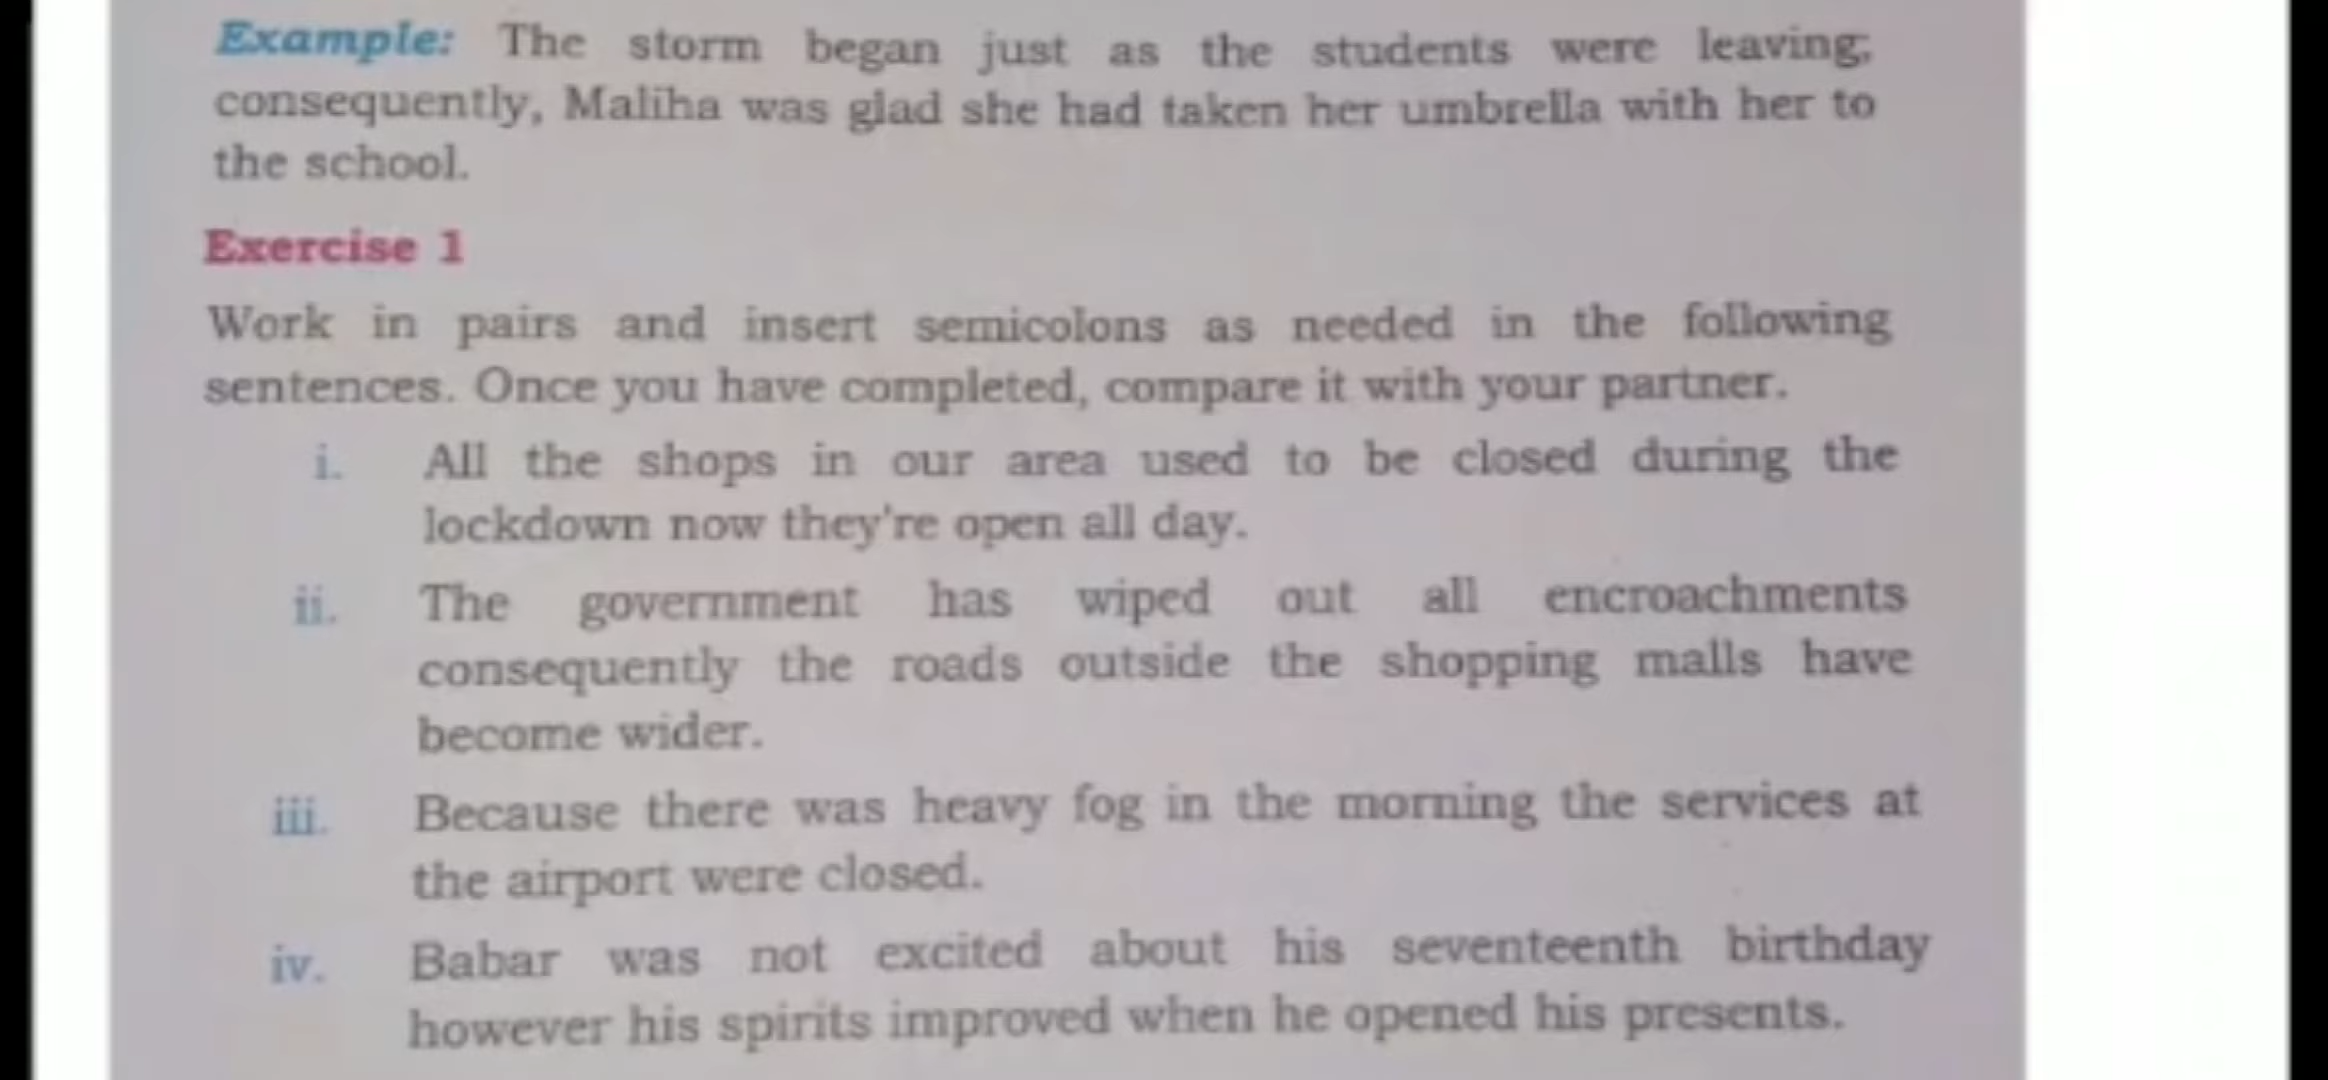 Example: The storm began just as the students were leaving;
consequently, Maliha was glad she had taken her umbrella with her to
the school.
Exercise 1
Work in pairs and insert semicolons as needed in the following
sentences. Once you have completed, compare it with your partner.
i. All the shops in our area used to be closed during the
lockdown now they're open all day.
ii. The government has wiped out all encroachments
consequently the roads outside the shopping malls have
become wider.
iii. Because there was heavy fog in the morning the services at
the airport were closed.
iv. Babar was not excited about his seventeenth birthday
however his spirits improved when he opened his presents.